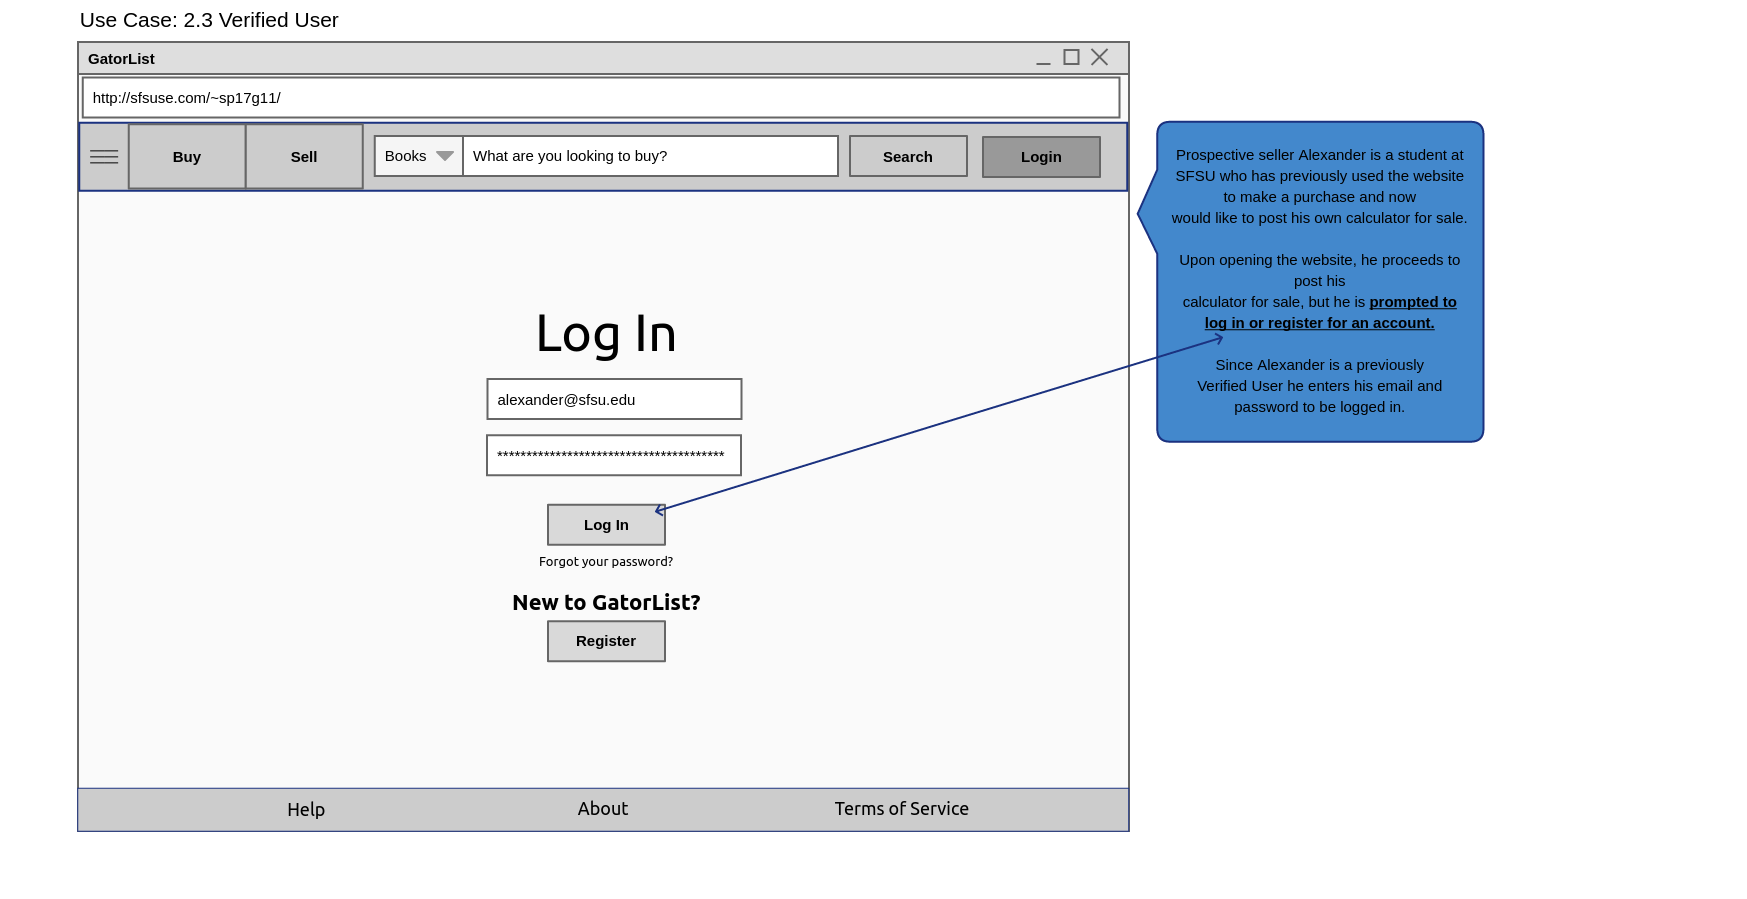 Use Case: 2.3 Verified User
GatorList
http://sfsuse.com/~sp17g11/
Buy
Sell
Books
What are you looking to buy?
Search
Login
Prospective seller Alexander is a student at
SFSU who has previously used the website
to make a purchase and now
would like to post his own calculator for sale.
Upon opening the website, he proceeds to
post his
calculator for sale, but he is prompted to
log in or register for an account.
Since Alexander is a previously
Verified User he enters his email and
password to be logged in.
Log In
alexander@sfsu.edu
***************************************
Log In
Forgot your password?
New to GatorList?
Register
Help
About
Terms of Service